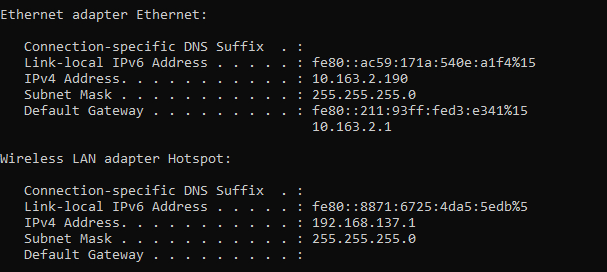 Ethernet adapter Ethernet:
Connection-specific DNS Suffix  . :
Link-local IPv6 Address . . . . . : fe80::ac59:171a:540e:a1f4%15
IPv4 Address. . . . . . . . . . . : 10.163.2.190
Subnet Mask . . . . . . . . . . . : 255.255.255.0
Default Gateway . . . . . . . . . : fe80::211:93ff:fed3:e341%15
10.163.2.1
Wireless LAN adapter Hotspot:
Connection-specific DNS Suffix  . :
Link-local IPv6 Address . . . . . : fe80::8871:6725:4da5:5edb%5
IPv4 Address. . . . . . . . . . . : 192.168.137.1
Subnet Mask . . . . . . . . . . . : 255.255.255.0
Default Gateway . . . . . . . . . :